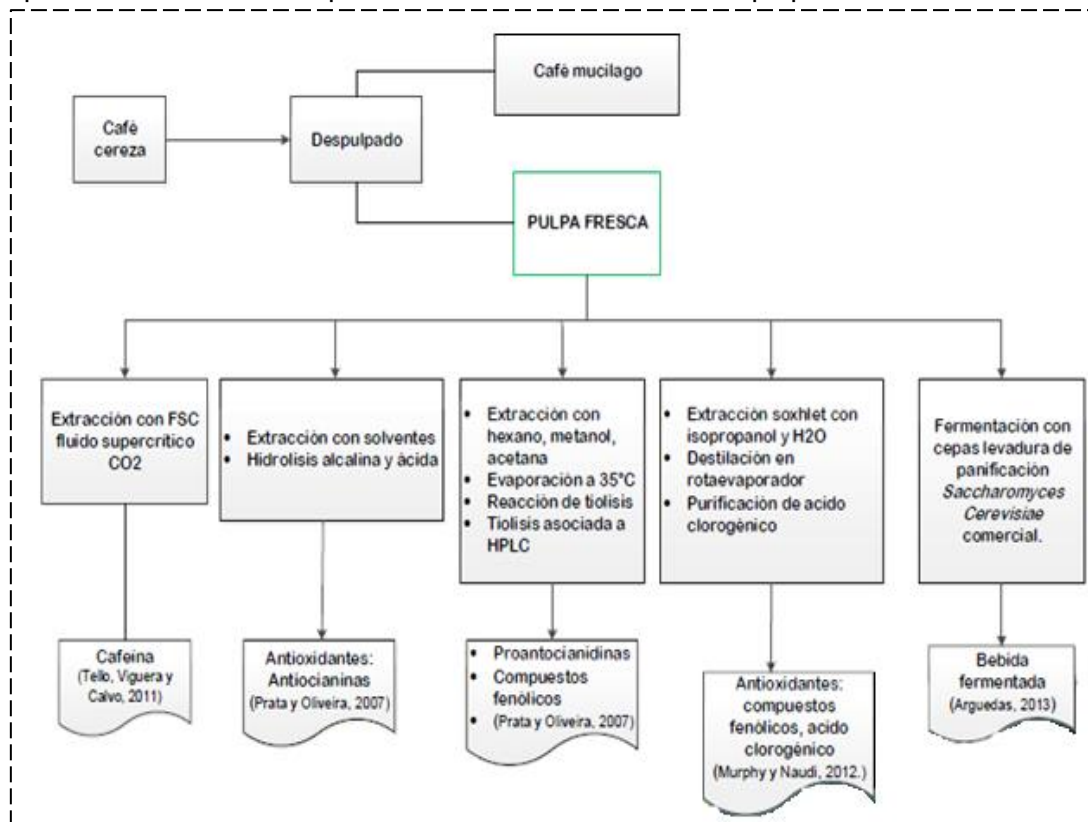 Café mucilago
Café
cereza
Despulpado
PULPA FRESCA
Extracción con FSC
fluido supercrítico
CO2
• Extracción con solventes
• Hidrolisis alcalina y ácida
• Extracción con
hexano, metanol,
acetana
• Evaporación a 35°C
• Reacción de tiolisis
• Tiolisis asociada a
HPLC
• Extracción soxhlet con
isopropanol y H2O
• Destilación en
rotaevaporador
• Purificación de acido
clorogénico
Fermentación con
cepas levadura de
panificación
Saccharomyces
Cerevisiae
comercial.
Cafeina
(Tello, Viguera y
Calvo, 2011)
Antioxidantes:
Antiocianinas
(Prata y Oliveira, 2007)
• Proantocianidinas
• Compuestos
fenólicos
• (Prata y Oliveira, 2007)
Antioxidantes:
compuestos
fenólicos, acido
clorogénico
(Murphy y Naudi, 2012.)
Bebida
fermentada
(Arguedas, 2013)